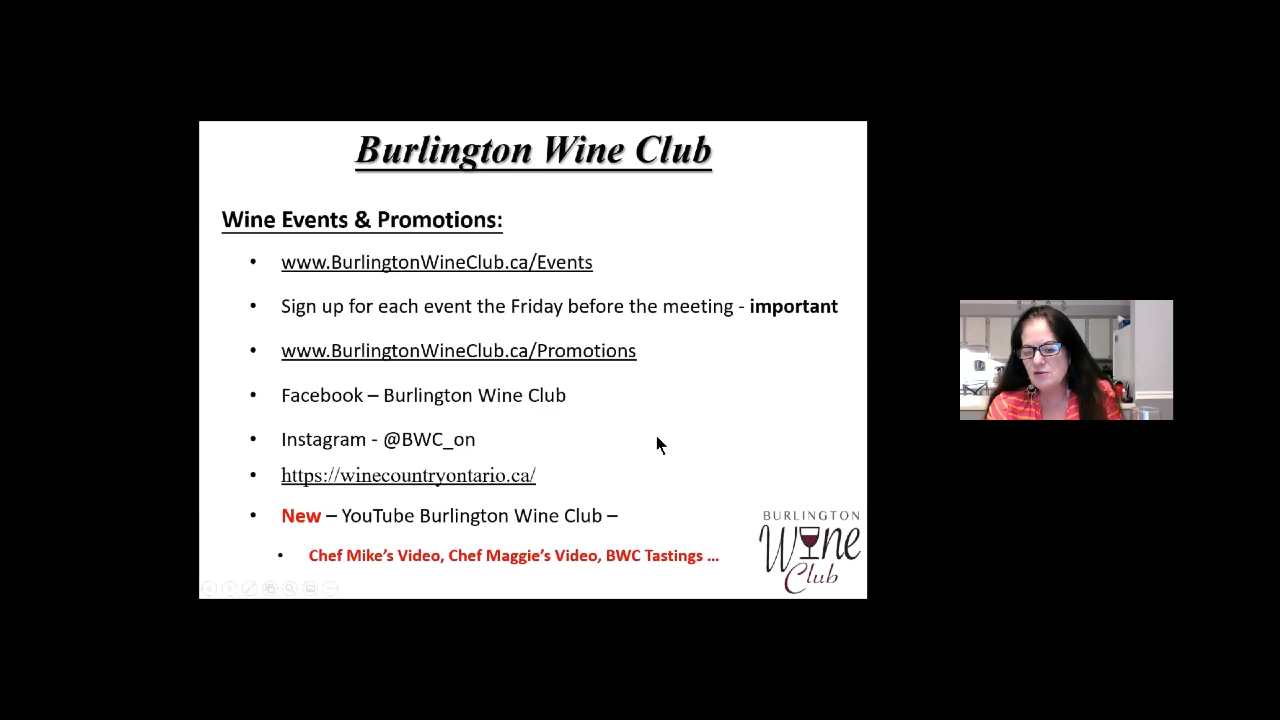 Burlington Wine Club
Wine Events & Promotions:
• www.BurlingtonWineClub.ca/Events
• Sign up for each event the Friday before the meeting - important
• www.BurlingtonWineClub.ca/Promotions
• Facebook – Burlington Wine Club
• Instagram - @BWC_on
• https://winecountryontario.ca/
• New – YouTube Burlington Wine Club –
• Chef Mike's Video, Chef Maggie's Video, BWC Tastings ...
BURLINGTON
Wine
Club